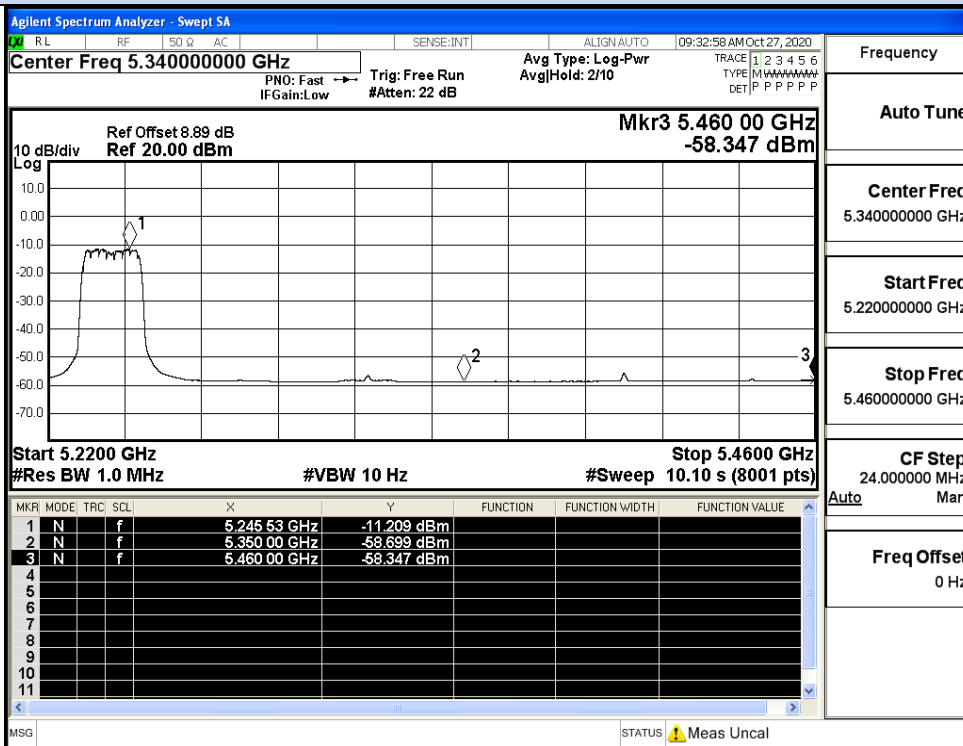 Agilent Spectrum Analyzer - Swept SA
LXI RL RF 50 Ω AC SENSE:INT ALIGN AUTO 09:32:58 AM Oct 27, 2020
Center Freq 5.340000000 GHz
PNO: Fast
IFGain:Low
Trig: Free Run
#Atten: 22 dB
Avg Type: Log-Pwr
Avg|Hold: 2/10
TRACE 1 2 3 4 5 6
TYPE M W W W W W
DET P P P P P P
Mkr3 5.460 00 GHz
-58.347 dBm
Ref Offset 8.89 dB
10 dB/div Ref 20.00 dBm
Log
10.0
0.00
-10.0
-20.0
-30.0
-40.0
-50.0
-60.0
-70.0
1
2
3
Start 5.2200 GHz Stop 5.4600 GHz
#Res BW 1.0 MHz #VBW 10 Hz #Sweep 10.10 s (8001 pts)
MKR MODE TRC SCL X Y FUNCTION FUNCTION WIDTH FUNCTION VALUE
1 N f 5.245 53 GHz -11.209 dBm
2 N f 5.350 00 GHz -58.699 dBm
3 N f 5.460 00 GHz -58.347 dBm
4
5
6
7
8
9
10
11
MSG STATUS Meas Uncal
Frequency
Auto Tune
Center Freq
5.340000000 GHz
Start Freq
5.220000000 GHz
Stop Freq
5.460000000 GHz
CF Step
24.000000 MHz
Auto Man
Freq Offset
0 Hz